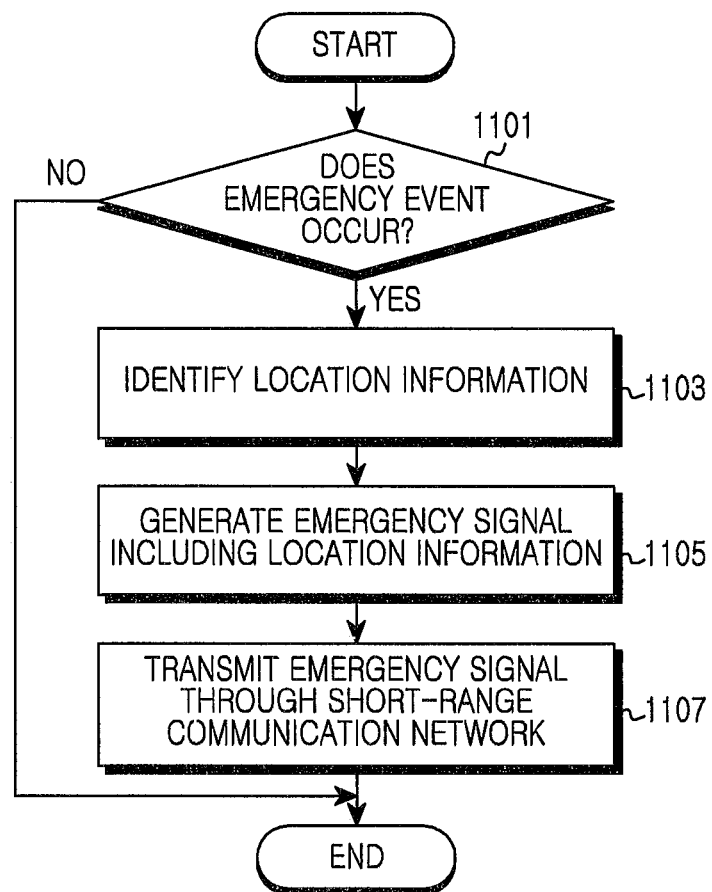 START
1101
DOES
EMERGENCY EVENT
OCCUR?
NO
YES
IDENTIFY LOCATION INFORMATION
1103
GENERATE EMERGENCY SIGNAL
INCLUDING LOCATION INFORMATION
1105
TRANSMIT EMERGENCY SIGNAL
THROUGH SHORT-RANGE
COMMUNICATION NETWORK
1107
END